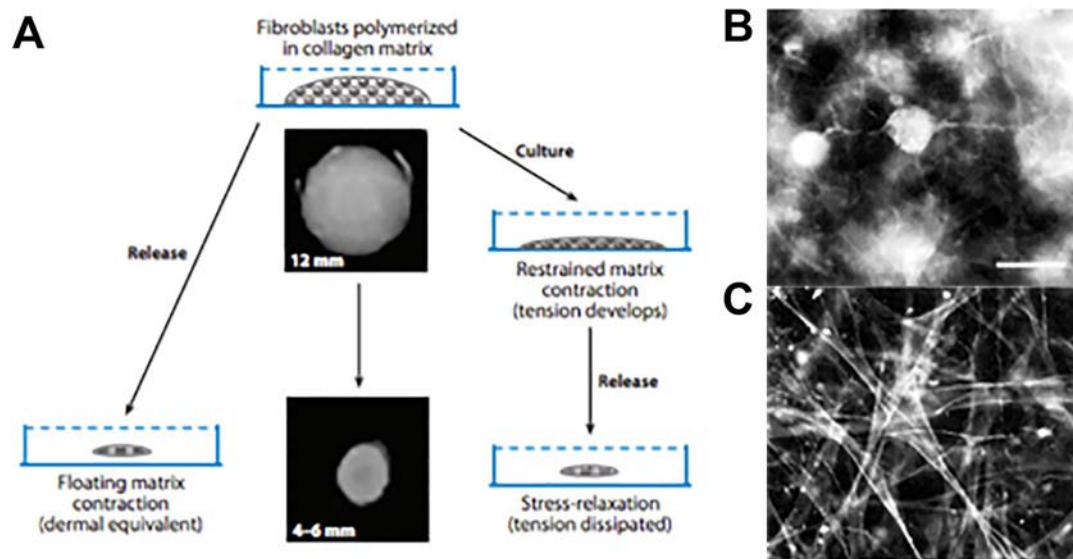 A
Fibroblasts polymerized
in collagen matrix
B
Culture
Release
12 mm
Restrained matrix
contraction
(tension develops)
C
Release
Floating matrix
contraction
(dermal equivalent)
4–6 mm
Stress-relaxation
(tension dissipated)